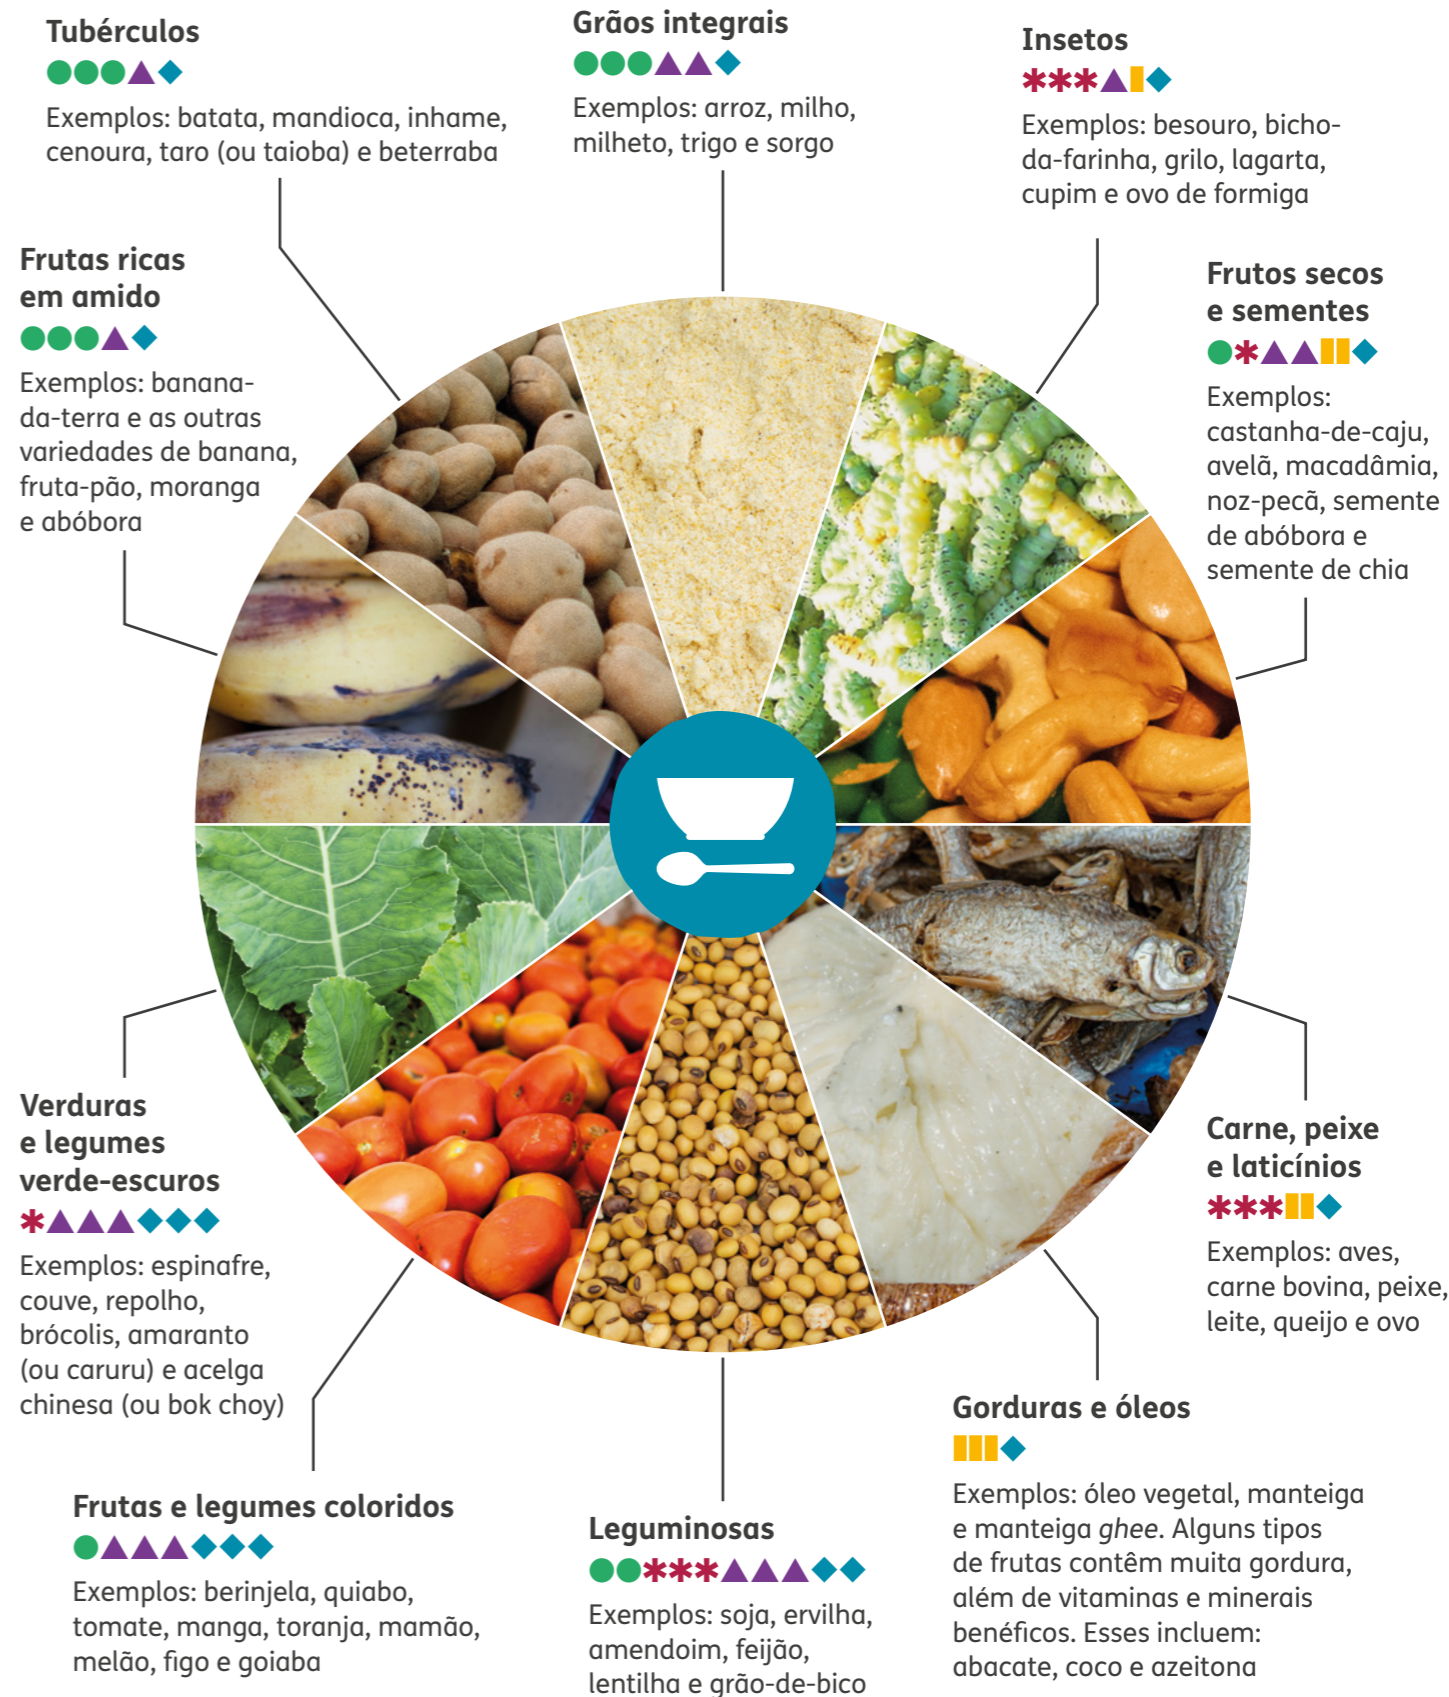 Tubérculos
Exemplos: batata, mandioca, inhame,
cenoura, taro (ou taioba) e beterraba
Grãos integrais
Exemplos: arroz, milho,
milheto, trigo e sorgo
Insetos
Exemplos: besouro, bicho-
da-farinha, grilo, lagarta,
cupim e ovo de formiga
Frutas ricas
em amido
Exemplos: banana-
da-terra e as outras
variedades de banana,
fruta-pão, moranga
e abóbora
Frutos secos
e sementes
Exemplos:
castanha-de-caju,
avelã, macadâmia,
noz-pecã, semente
de abóbora e
semente de chia
Verduras
e legumes
verde-escuros
Exemplos: espinafre,
couve, repolho,
brócolis, amaranto
(ou caruru) e acelga
chinesa (ou bok choy)
Carne, peixe
e laticínios
Exemplos: aves,
carne bovina, peixe,
leite, queijo e ovo
Frutas e legumes coloridos
Exemplos: berinjela, quiabo,
tomate, manga, toranja, mamão,
melão, figo e goiaba
Leguminosas
Exemplos: soja, ervilha,
amendoim, feijão,
lentilha e grão-de-bico
Gorduras e óleos
Exemplos: óleo vegetal, manteiga
e manteiga ghee. Alguns tipos
de frutas contêm muita gordura,
além de vitaminas e minerais
benéficos. Esses incluem:
abacate, coco e azeitona